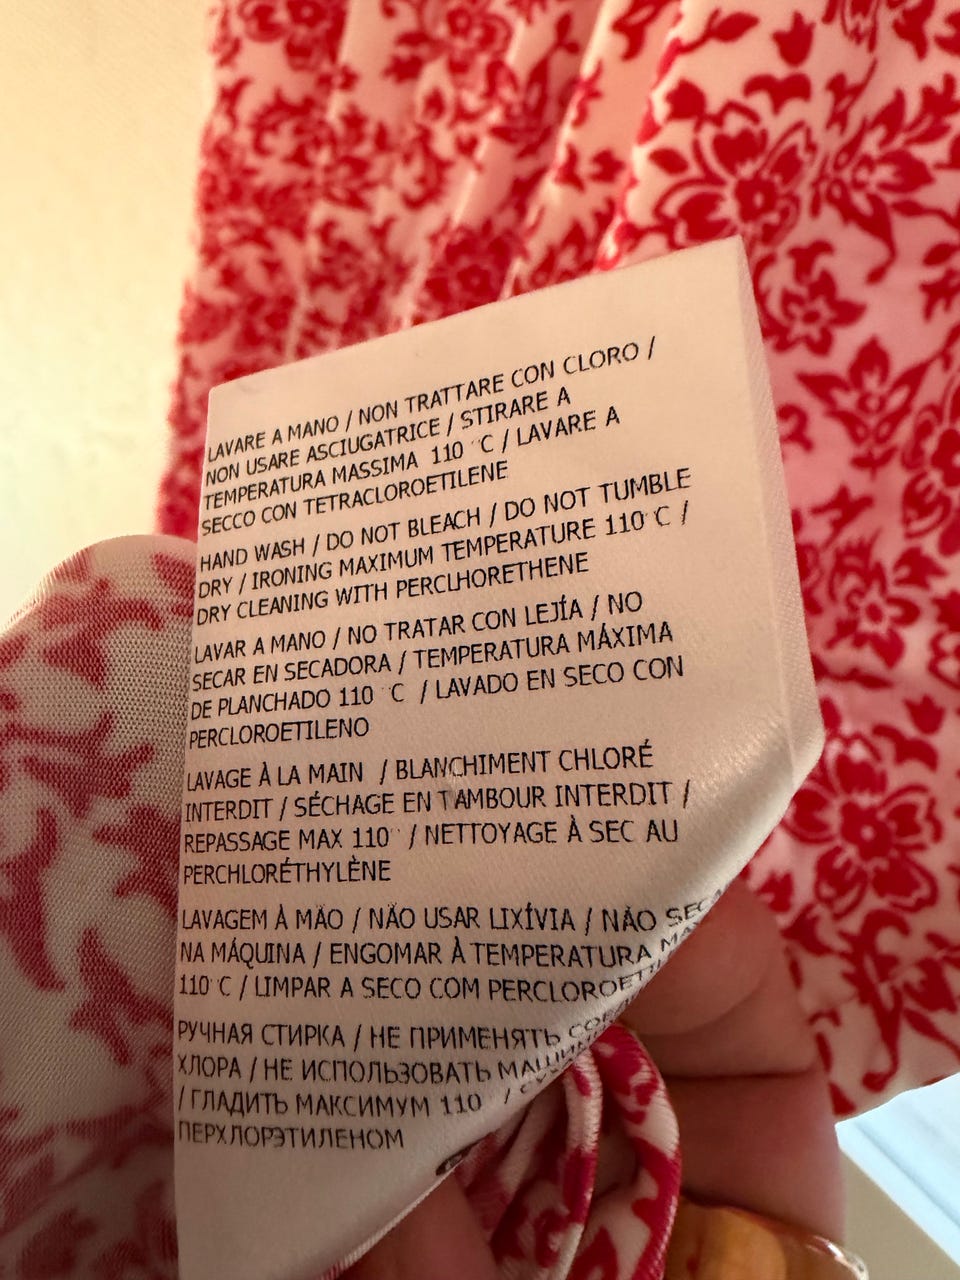 LAVARE A MANO / NON TRATTARE CON CLORO /
NON USARE ASCIUGATRICE / STIRARE A
TEMPERATURA MASSIMA 110 °C / LAVARE A
SECCO CON TETRACLOROETILENE
HAND WASH / DO NOT BLEACH / DO NOT TUMBLE
DRY / IRONING MAXIMUM TEMPERATURE 110°C /
DRY CLEANING WITH PERCLHORETHENE
LAVAR A MANO / NO TRATAR CON LEJÍA / NO
SECAR EN SECADORA / TEMPERATURA MÁXIMA
DE PLANCHADO 110 °C / LAVADO EN SECO CON
PERCLOROETILENO
LAVAGE À LA MAIN / BLANCHIMENT CHLORÉ
INTERDIT / SÉCHAGE EN TAMBOUR INTERDIT /
REPASSAGE MAX 110° / NETTOYAGE À SEC AU
PERCHLORÉTHYLÈNE
LAVAGEM À MÃO / NÃO USAR LIXÍVIA / NÃO
NA MÁQUINA / ENGOMAR À TEMPERATURA
110°C / LIMPAR A SECO COM
РУЧНАЯ СТИРКА / НЕ ПРИМЕНЯТЬ
ХЛОРА / НЕ ИСПОЛЬЗОВАТЬ
/ ГЛАДИТЬ МАКСИМУМ 110° /
ПЕРХЛОРЭТИЛЕНОМ